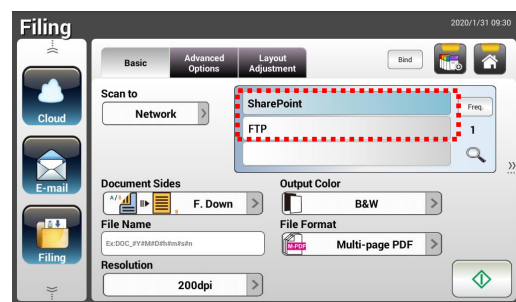 Filing
2020/1/31 09:30
Basic
Advanced
Options
Layout
Adjustment
Bind
Cloud
E-mail
Filing
Scan to
Network
SharePoint
FTP
Freq.
1
Document Sides
A/B
F. Down
Output Color
B&W
File Name
Ex:DOC_#Y#M#D#h#m#s#n
File Format
M-PDF
Multi-page PDF
Resolution
200dpi